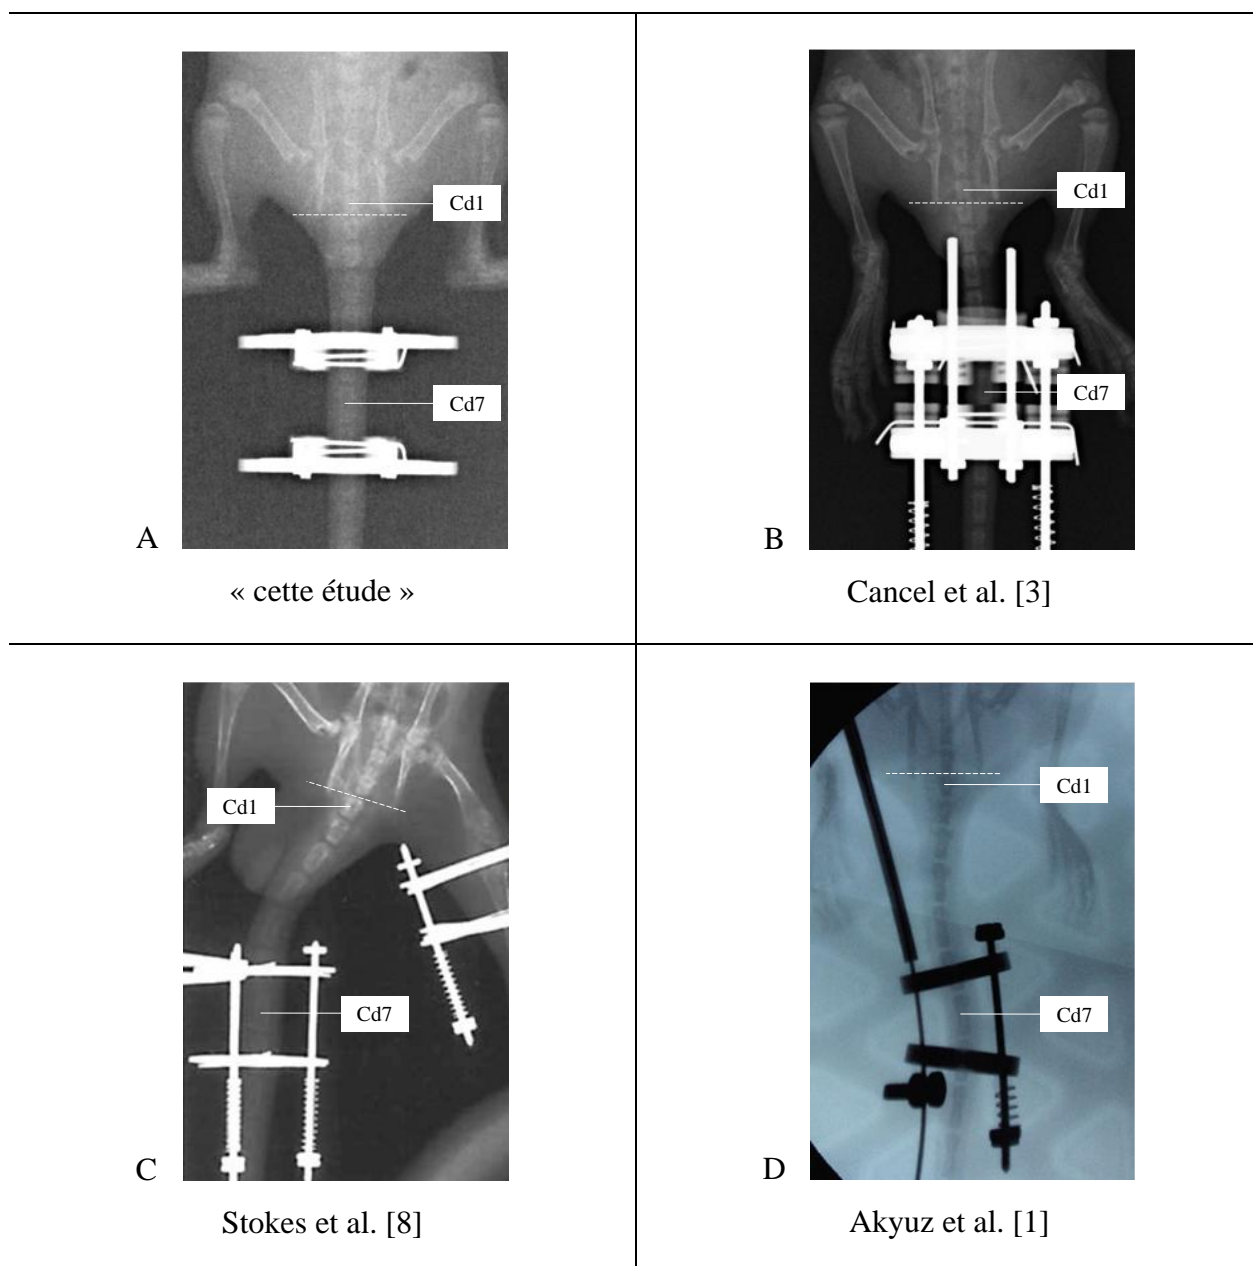 Cd1
Cd7
A
« cette étude »
Cd1
Cd7
B
Cancel et al. [3]
Cd1
Cd7
C
Stokes et al. [8]
Cd1
Cd7
D
Akyuz et al. [1]